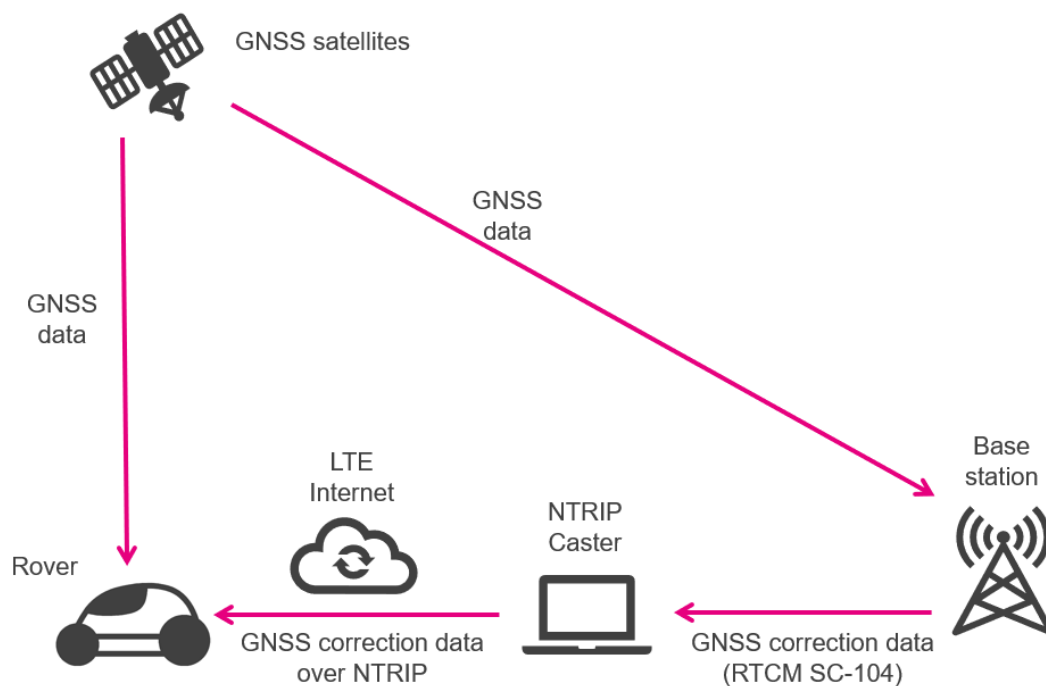 GNSS satellites
GNSS
data
GNSS
data
Base
station
LTE
Internet
NTRIP
Caster
Rover
GNSS correction data
over NTRIP
GNSS correction data
(RTCM SC-104)